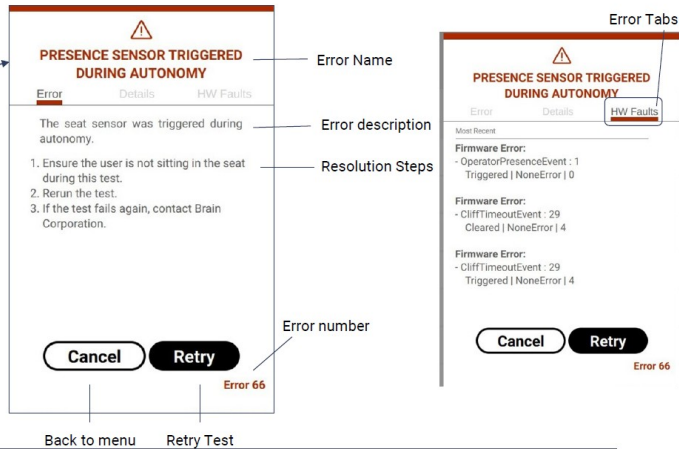 PRESENCE SENSOR TRIGGERED
DURING AUTONOMY
Error Details HW Faults
The seat sensor was triggered during
autonomy.
1. Ensure the user is not sitting in the seat
during this test.
2. Rerun the test.
3. If the test fails again, contact Brain
Corporation.
Cancel Retry
Error 66
Error Name
Error description
Resolution Steps
Error number
Back to menu Retry Test
Error Tabs
PRESENCE SENSOR TRIGGERED
DURING AUTONOMY
Error Details HW Faults
Most Recent
Firmware Error:
- OperatorPresenceEvent : 1
Triggered | NoneError | 0
Firmware Error:
- CliffTimeoutEvent : 29
Cleared | NoneError | 4
Firmware Error:
- CliffTimeoutEvent : 29
Triggered | NoneError | 4
Cancel Retry
Error 66